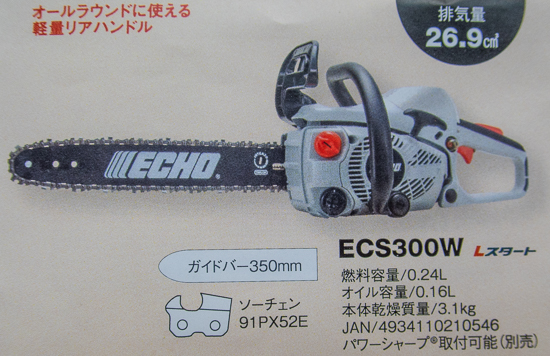 オールラウンドに使える
軽量リアハンドル
排気量
26.9㎤
ECHO
ECHO
ECS300W Lスタート
ガイドバー350mm
燃料容量/0.24L
オイル容量/0.16L
ソーチェン
91PX52E
本体乾燥質量/3.1kg
JAN/4934110210546
パワーシャープ®取付可能(別売)